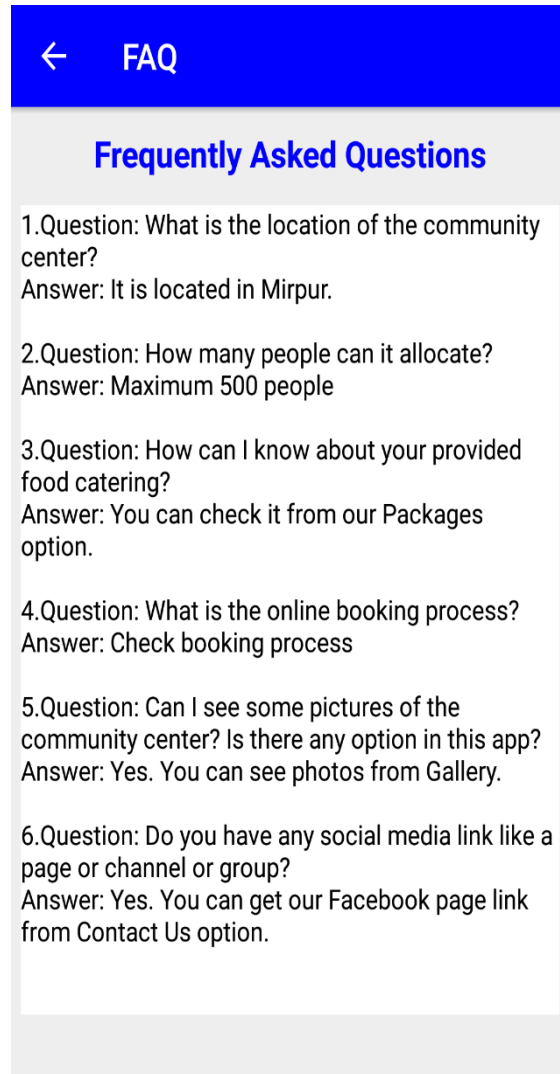 FAQ
Frequently Asked Questions
1.Question: What is the location of the community
center?
Answer: It is located in Mirpur.
2.Question: How many people can it allocate?
Answer: Maximum 500 people
3.Question: How can I know about your provided
food catering?
Answer: You can check it from our Packages
option.
4.Question: What is the online booking process?
Answer: Check booking process
5.Question: Can I see some pictures of the
community center? Is there any option in this app?
Answer: Yes. You can see photos from Gallery.
6.Question: Do you have any social media link like a
page or channel or group?
Answer: Yes. You can get our Facebook page link
from Contact Us option.